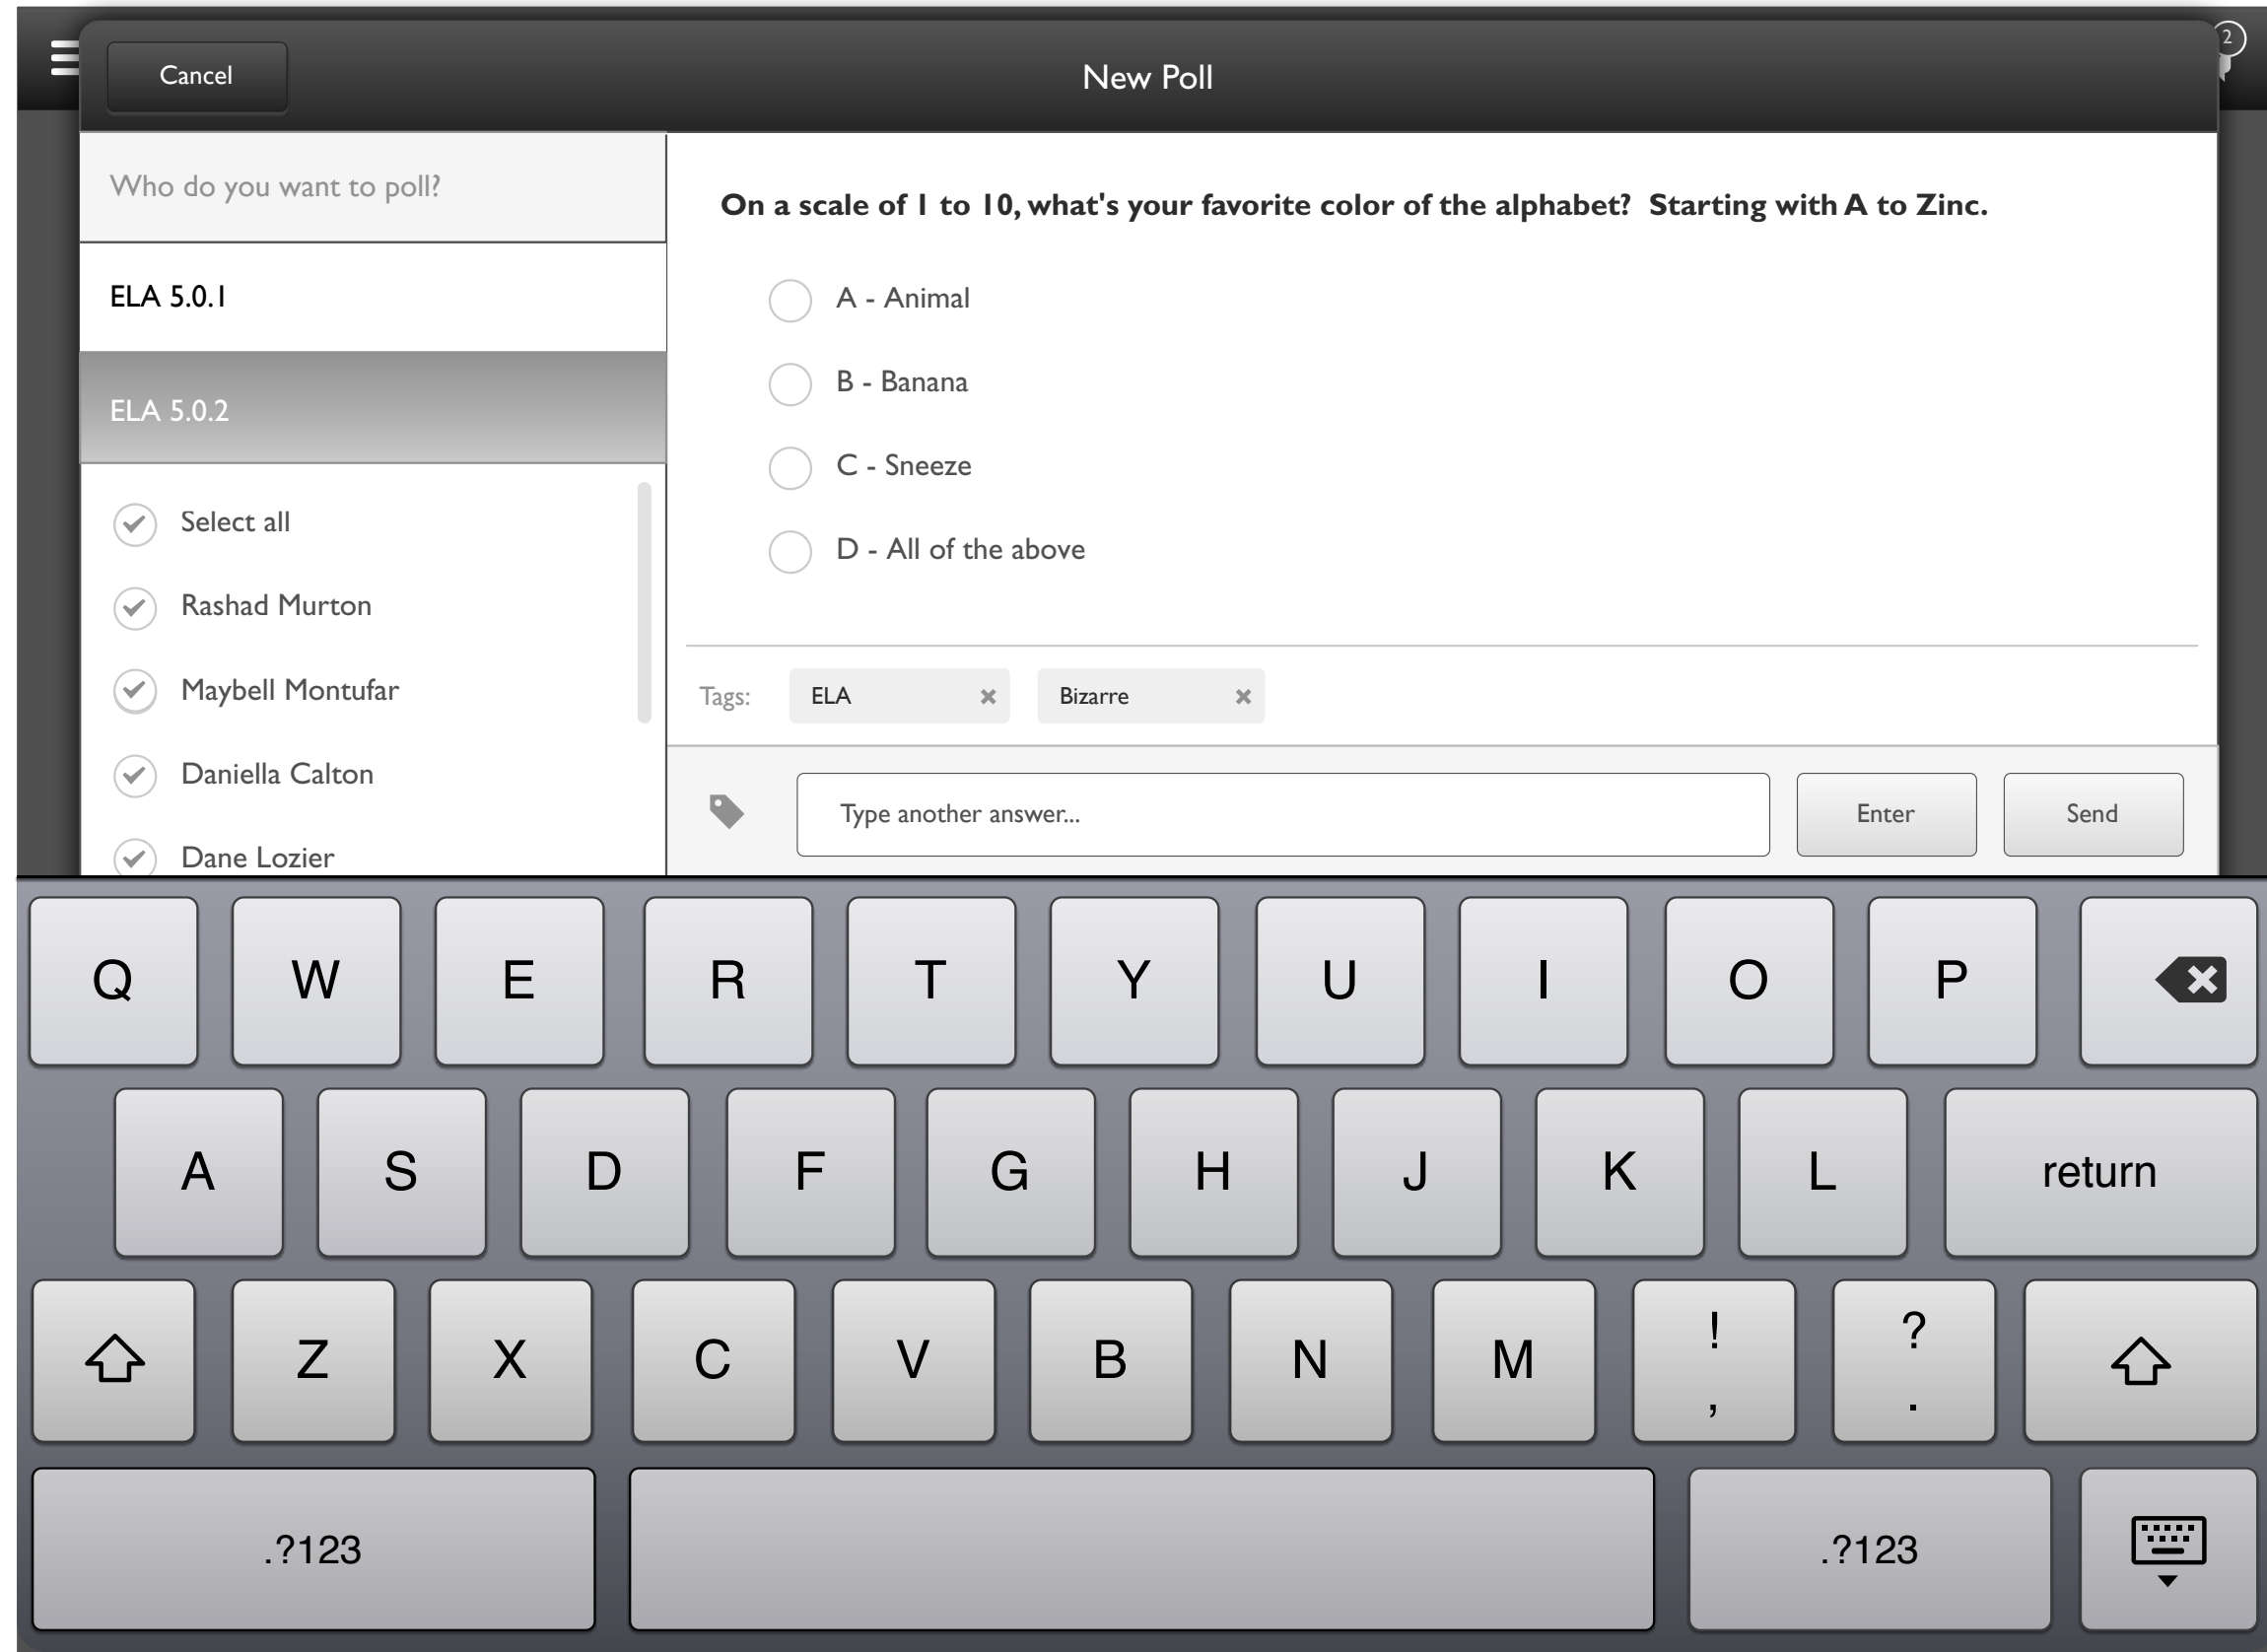 Cancel
New Poll
2
Who do you want to poll?
ELA 5.0.1
ELA 5.0.2
Select all
Rashad Murton
Maybell Montufar
Daniella Calton
Dane Lozier
On a scale of 1 to 10, what's your favorite color of the alphabet?  Starting with A to Zinc.
A - Animal
B - Banana
C - Sneeze
D - All of the above
Tags:
ELA
Bizarre
Type another answer...
Enter
Send
Q W E R T Y U I O P
A S D F G H J K L return
Z X C V B N M ! , ? .
.?123 .?123